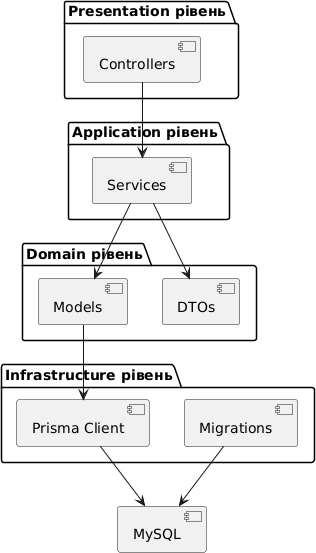 Presentation рівень
Controllers
Application рівень
Services
Domain рівень
Models
DTOs
Infrastructure рівень
Prisma Client
Migrations
MySQL